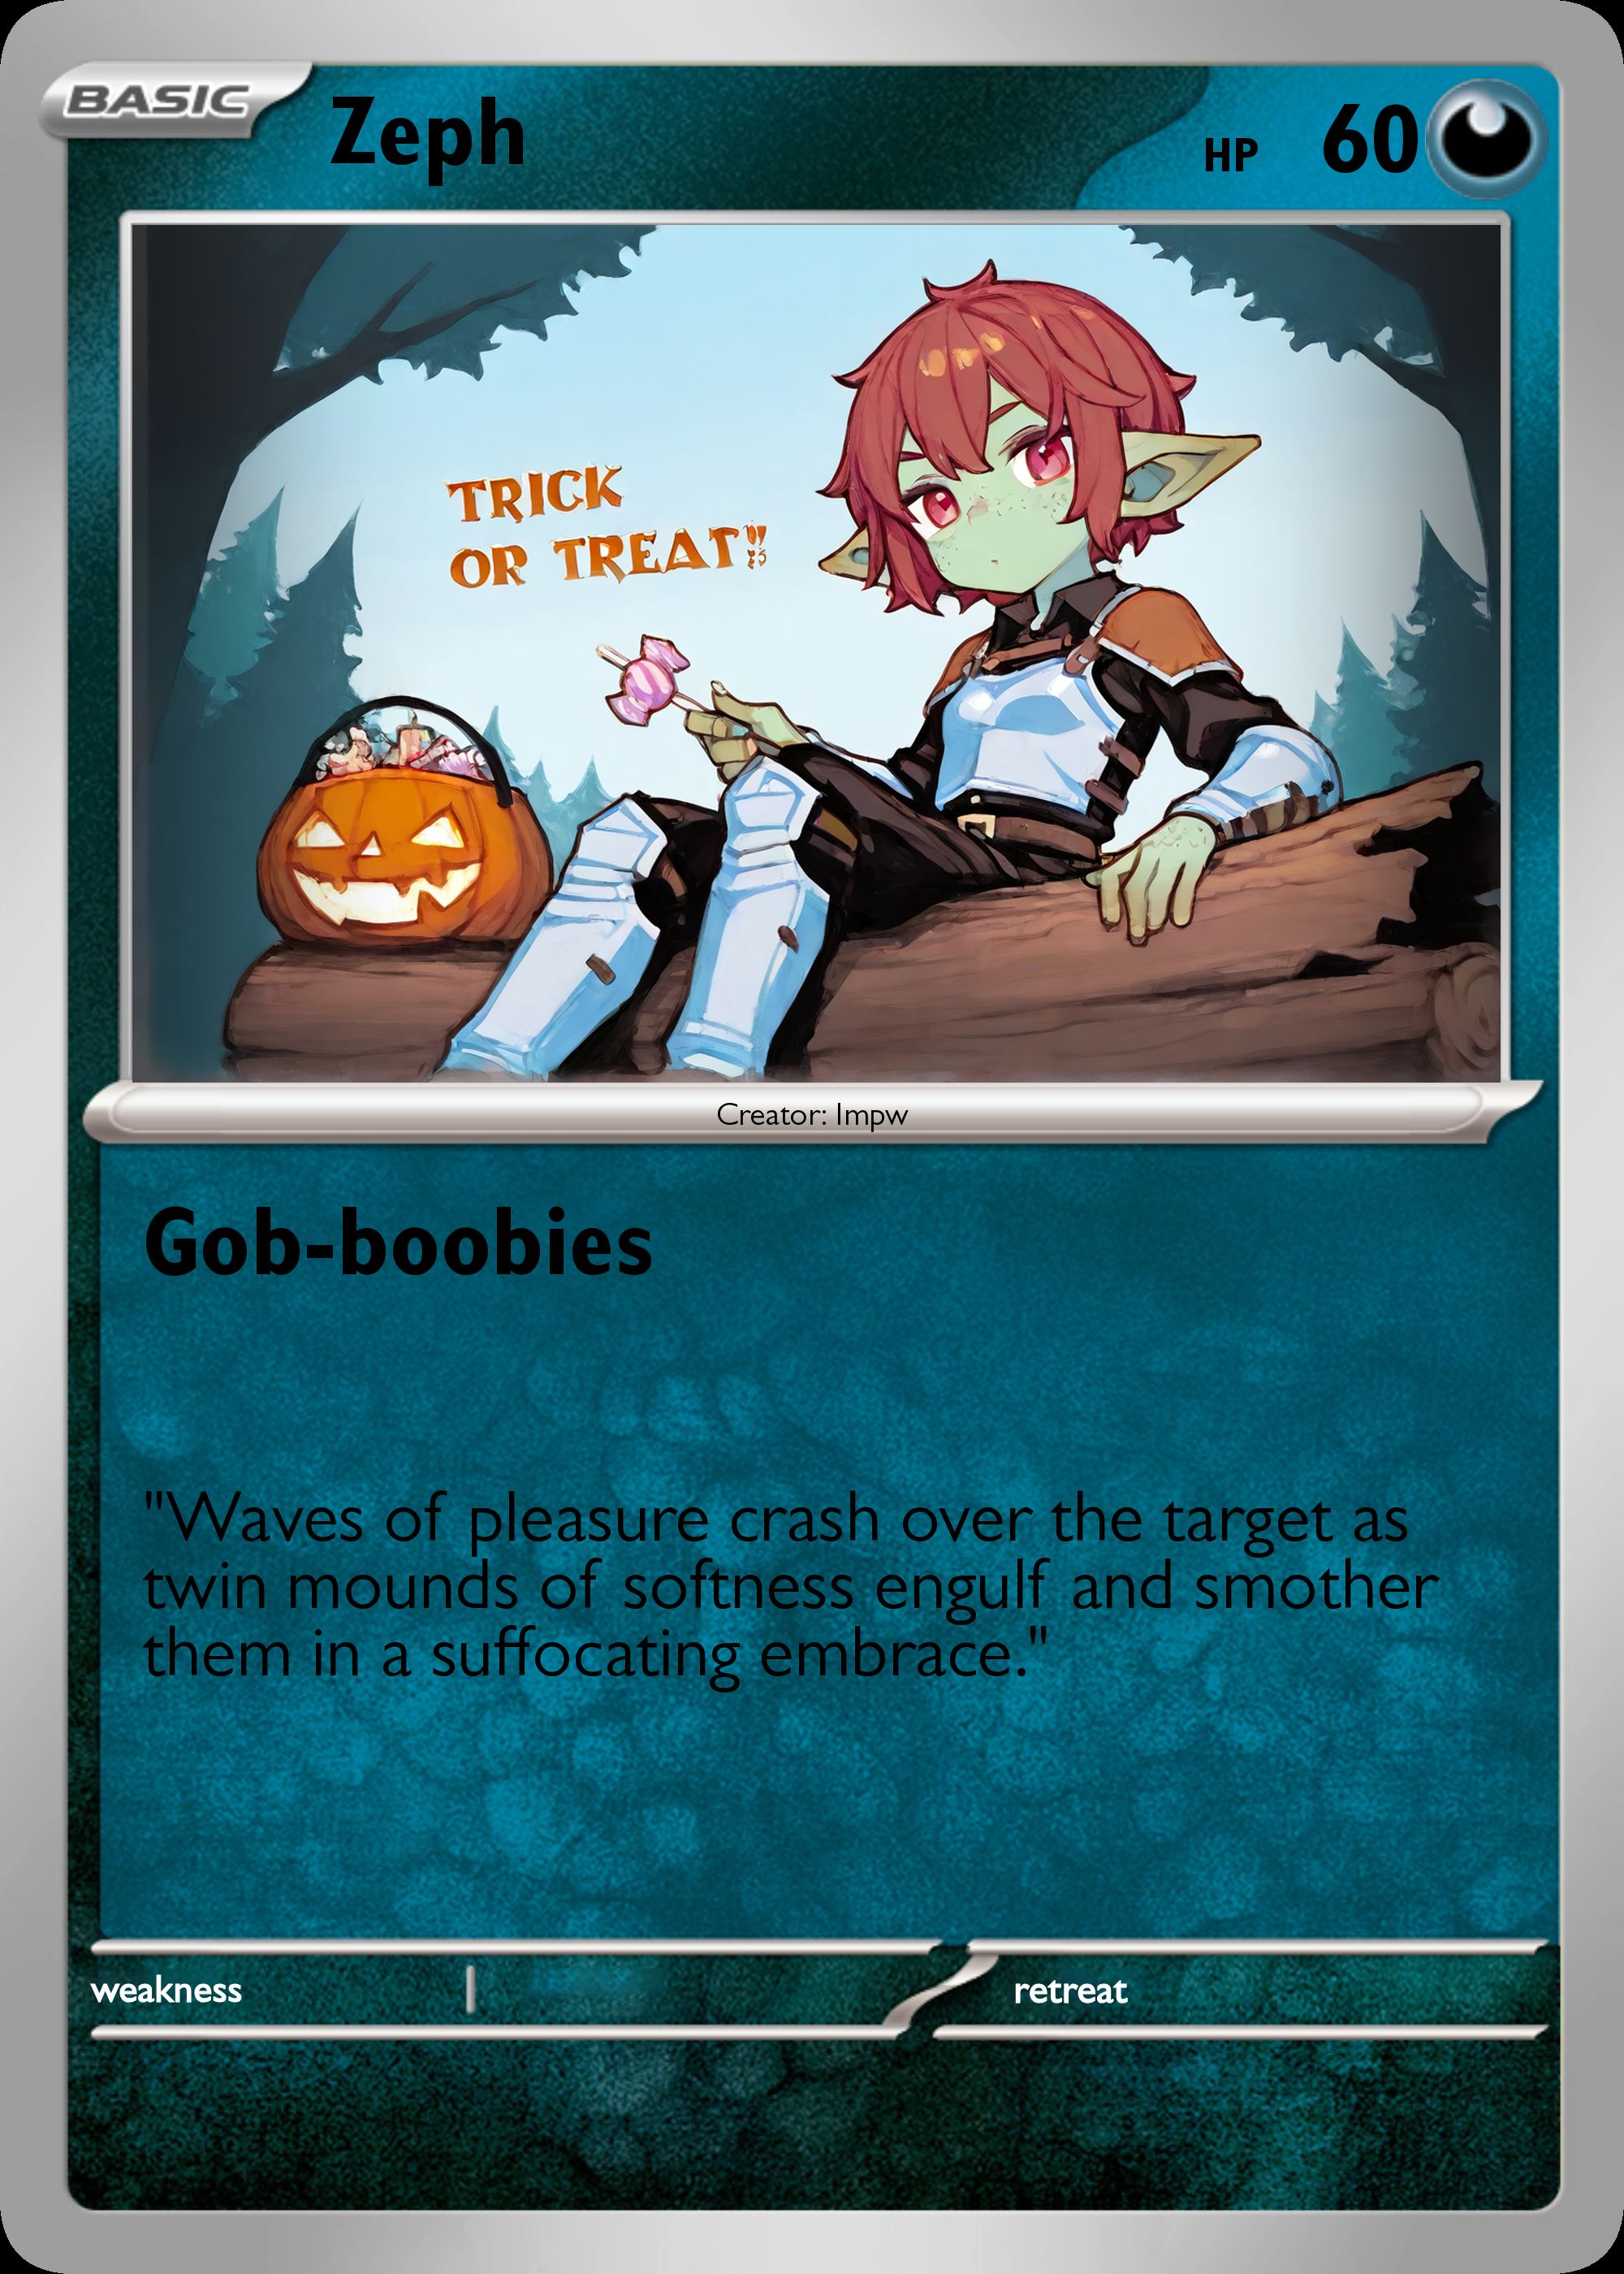 BASIC
Zeph
HP 60
TRICK
OR TREAT!!
Creator: Impw
Gob-boobies
"Waves of pleasure crash over the target as
twin mounds of softness engulf and smother
them in a suffocating embrace."
weakness
retreat